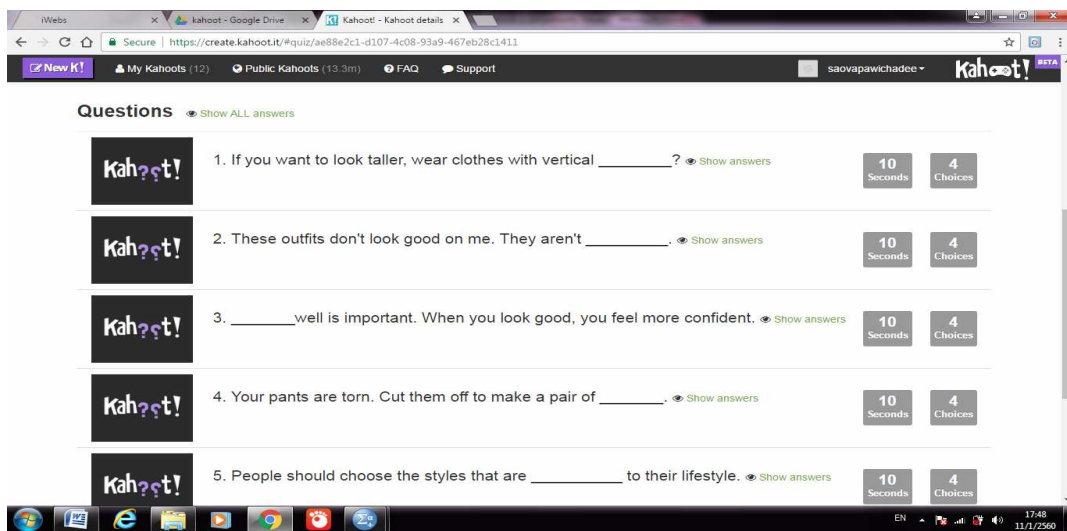 iWebs
kahoot - Google Drive
Kahoot! - Kahoot details
Secure | https://create.kahoot.it/#quiz/ae88e2c1-d107-4c08-93a9-467eb28c1411
New K! My Kahoots (12) Public Kahoots (13.3m) FAQ Support saovapawichadee Kahoot! BETA
Questions Show ALL answers
Kahoot! 1. If you want to look taller, wear clothes with vertical ________? Show answers 10 Seconds 4 Choices
Kahoot! 2. These outfits don't look good on me. They aren't _________. Show answers 10 Seconds 4 Choices
Kahoot! 3. _______well is important. When you look good, you feel more confident. Show answers 10 Seconds 4 Choices
Kahoot! 4. Your pants are torn. Cut them off to make a pair of _______. Show answers 10 Seconds 4 Choices
Kahoot! 5. People should choose the styles that are __________ to their lifestyle. Show answers 10 Seconds 4 Choices
EN 17:48
11/1/2560